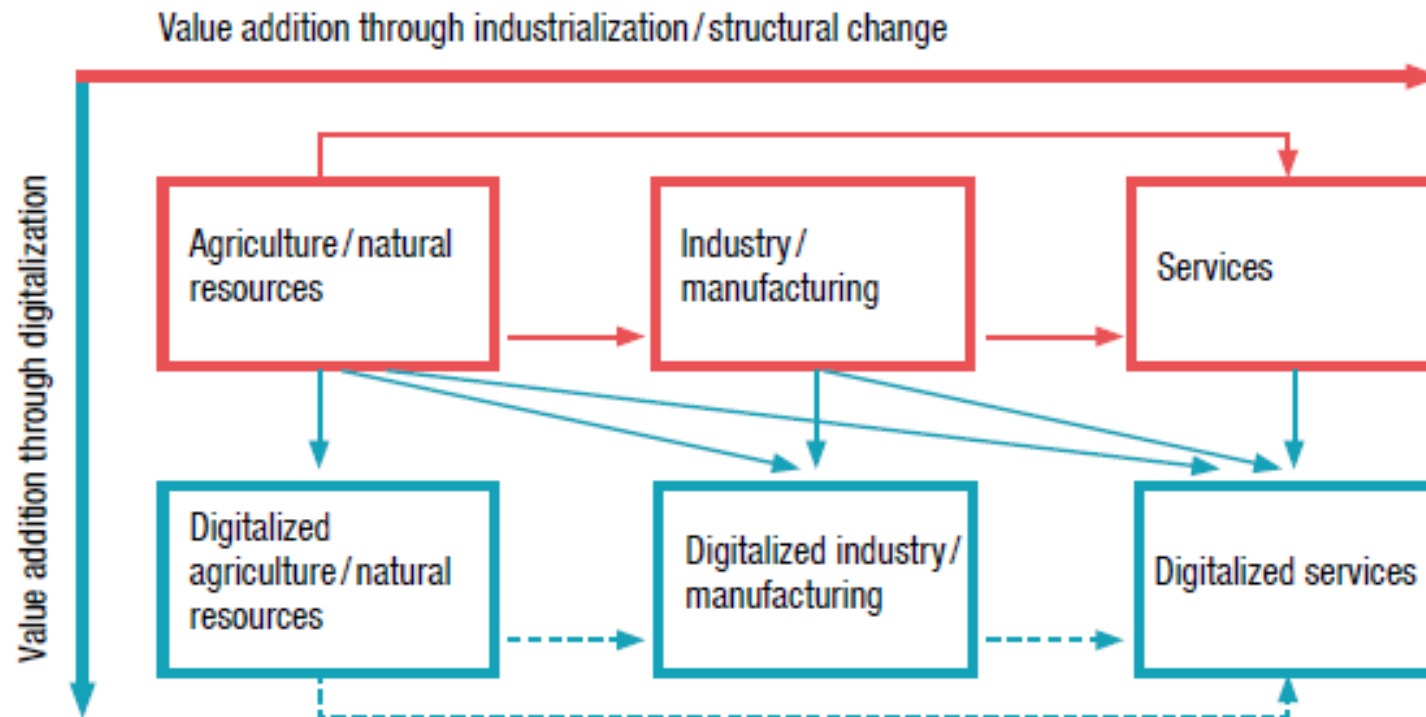 Value addition through industrialization/structural change
Value addition through digitalization
Agriculture/natural
resources
Industry/
manufacturing
Services
Digitalized
agriculture/natural
resources
Digitalized industry/
manufacturing
Digitalized services